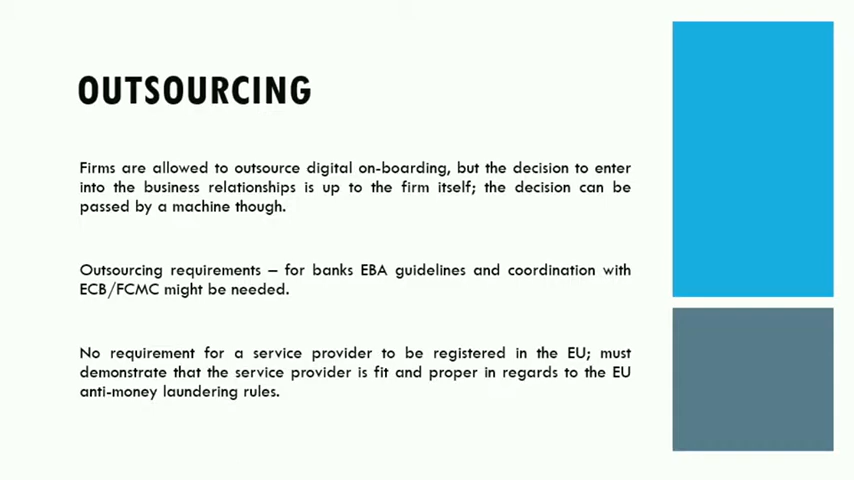 OUTSOURCING
Firms are allowed to outsource digital on-boarding, but the decision to enter
into the business relationships is up to the firm itself; the decision can be
passed by a machine though.
Outsourcing requirements – for banks EBA guidelines and coordination with
ECB/FCMC might be needed.
No requirement for a service provider to be registered in the EU; must
demonstrate that the service provider is fit and proper in regards to the EU
anti-money laundering rules.